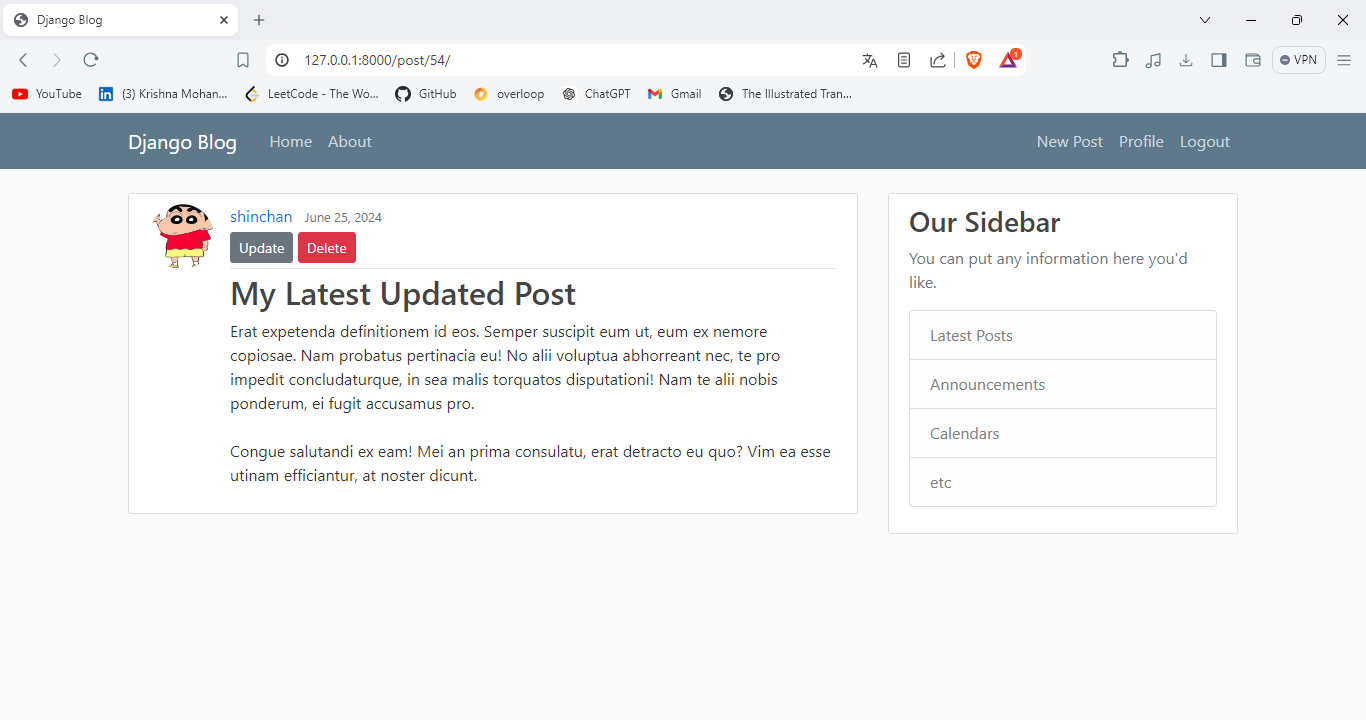 Django Blog
127.0.0.1:8000/post/54/
1
VPN
YouTube
(3) Krishna Mohan...
LeetCode - The Wo...
GitHub
overloop
ChatGPT
Gmail
The Illustrated Tran...
Django Blog
Home
About
New Post
Profile
Logout
shinchan June 25, 2024
Update Delete
My Latest Updated Post
Erat expetenda definitionem id eos. Semper suscipit eum ut, eum ex nemore
copiosae. Nam probatus pertinacia eu! No alii voluptua abhorreant nec, te pro
impedit concludaturque, in sea malis torquatos disputationi! Nam te alii nobis
ponderum, ei fugit accusamus pro.
Congue salutandi ex eam! Mei an prima consulatu, erat detracto eu quo? Vim ea esse
utinam efficiantur, at noster dicunt.
Our Sidebar
You can put any information here you'd
like.
Latest Posts
Announcements
Calendars
etc